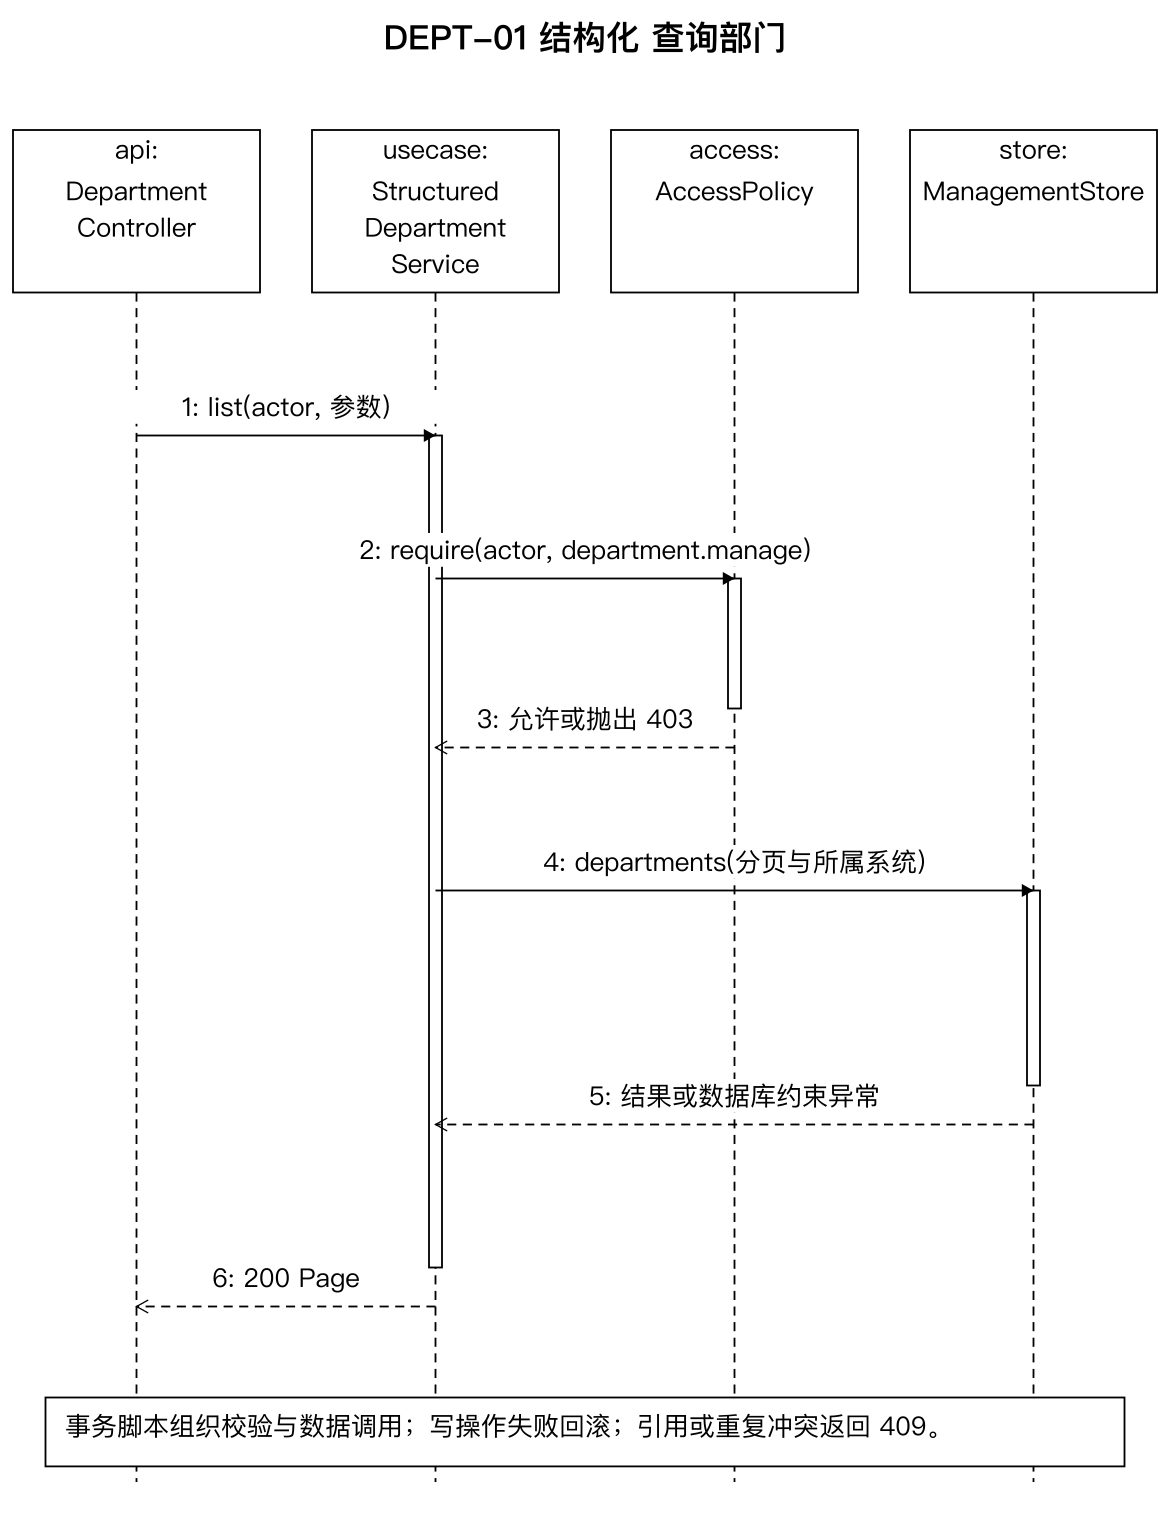 DEPT-01 结构化 查询部门
api:
Department
Controller
usecase:
Structured
Department
Service
access:
AccessPolicy
store:
ManagementStore
1: list(actor, 参数)
2: require(actor, department.manage)
3: 允许或抛出 403
4: departments(分页与所属系统)
5: 结果或数据库约束异常
6: 200 Page
事务脚本组织校验与数据调用；写操作失败回滚；引用或重复冲突返回 409。